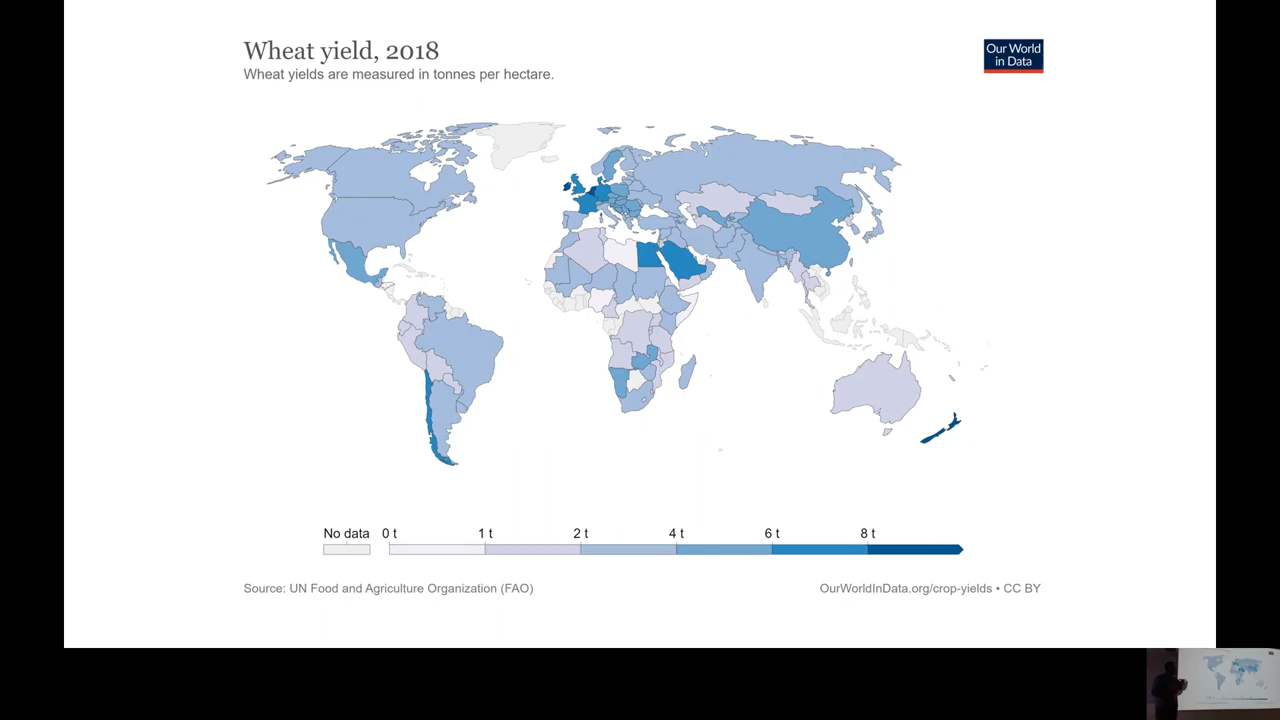 Wheat yield, 2018
Wheat yields are measured in tonnes per hectare.
Our World
in Data
No data
0 t
1 t
2 t
4 t
6 t
8 t
Source: UN Food and Agriculture Organization (FAO)
OurWorldInData.org/crop-yields • CC BY